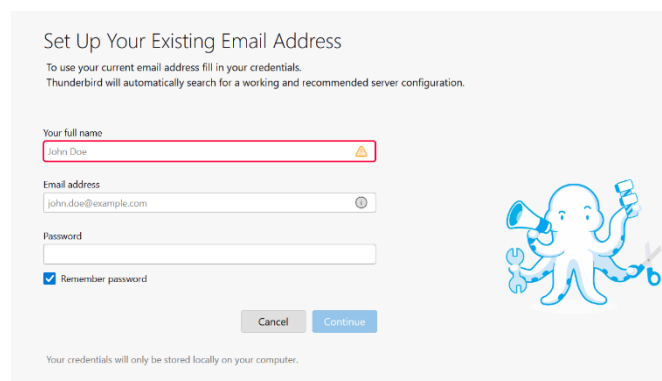 Set Up Your Existing Email Address
To use your current email address fill in your credentials.
Thunderbird will automatically search for a working and recommended server configuration.
Your full name
John Doe
Email address
john.doe@example.com
Password
Remember password
Cancel
Continue
Your credentials will only be stored locally on your computer.